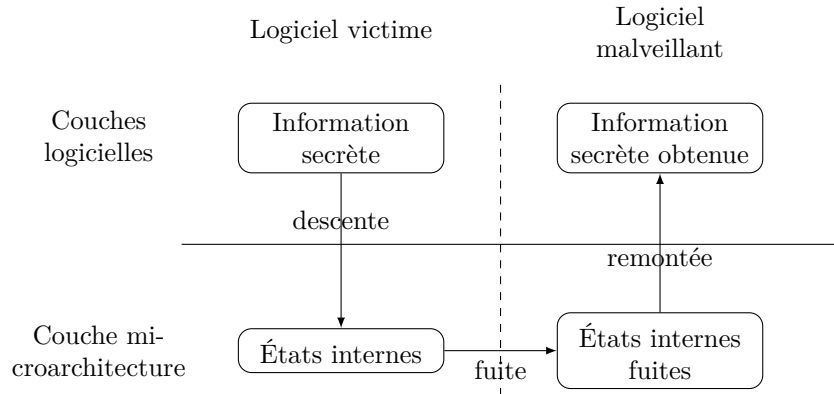 Logiciel victime
Logiciel
malveillant
Couches
logicielles
Information
secrète
Information
secrète obtenue
descente
remontée
Couche mi-
croarchitecture
États internes
fuite
États internes
fuites